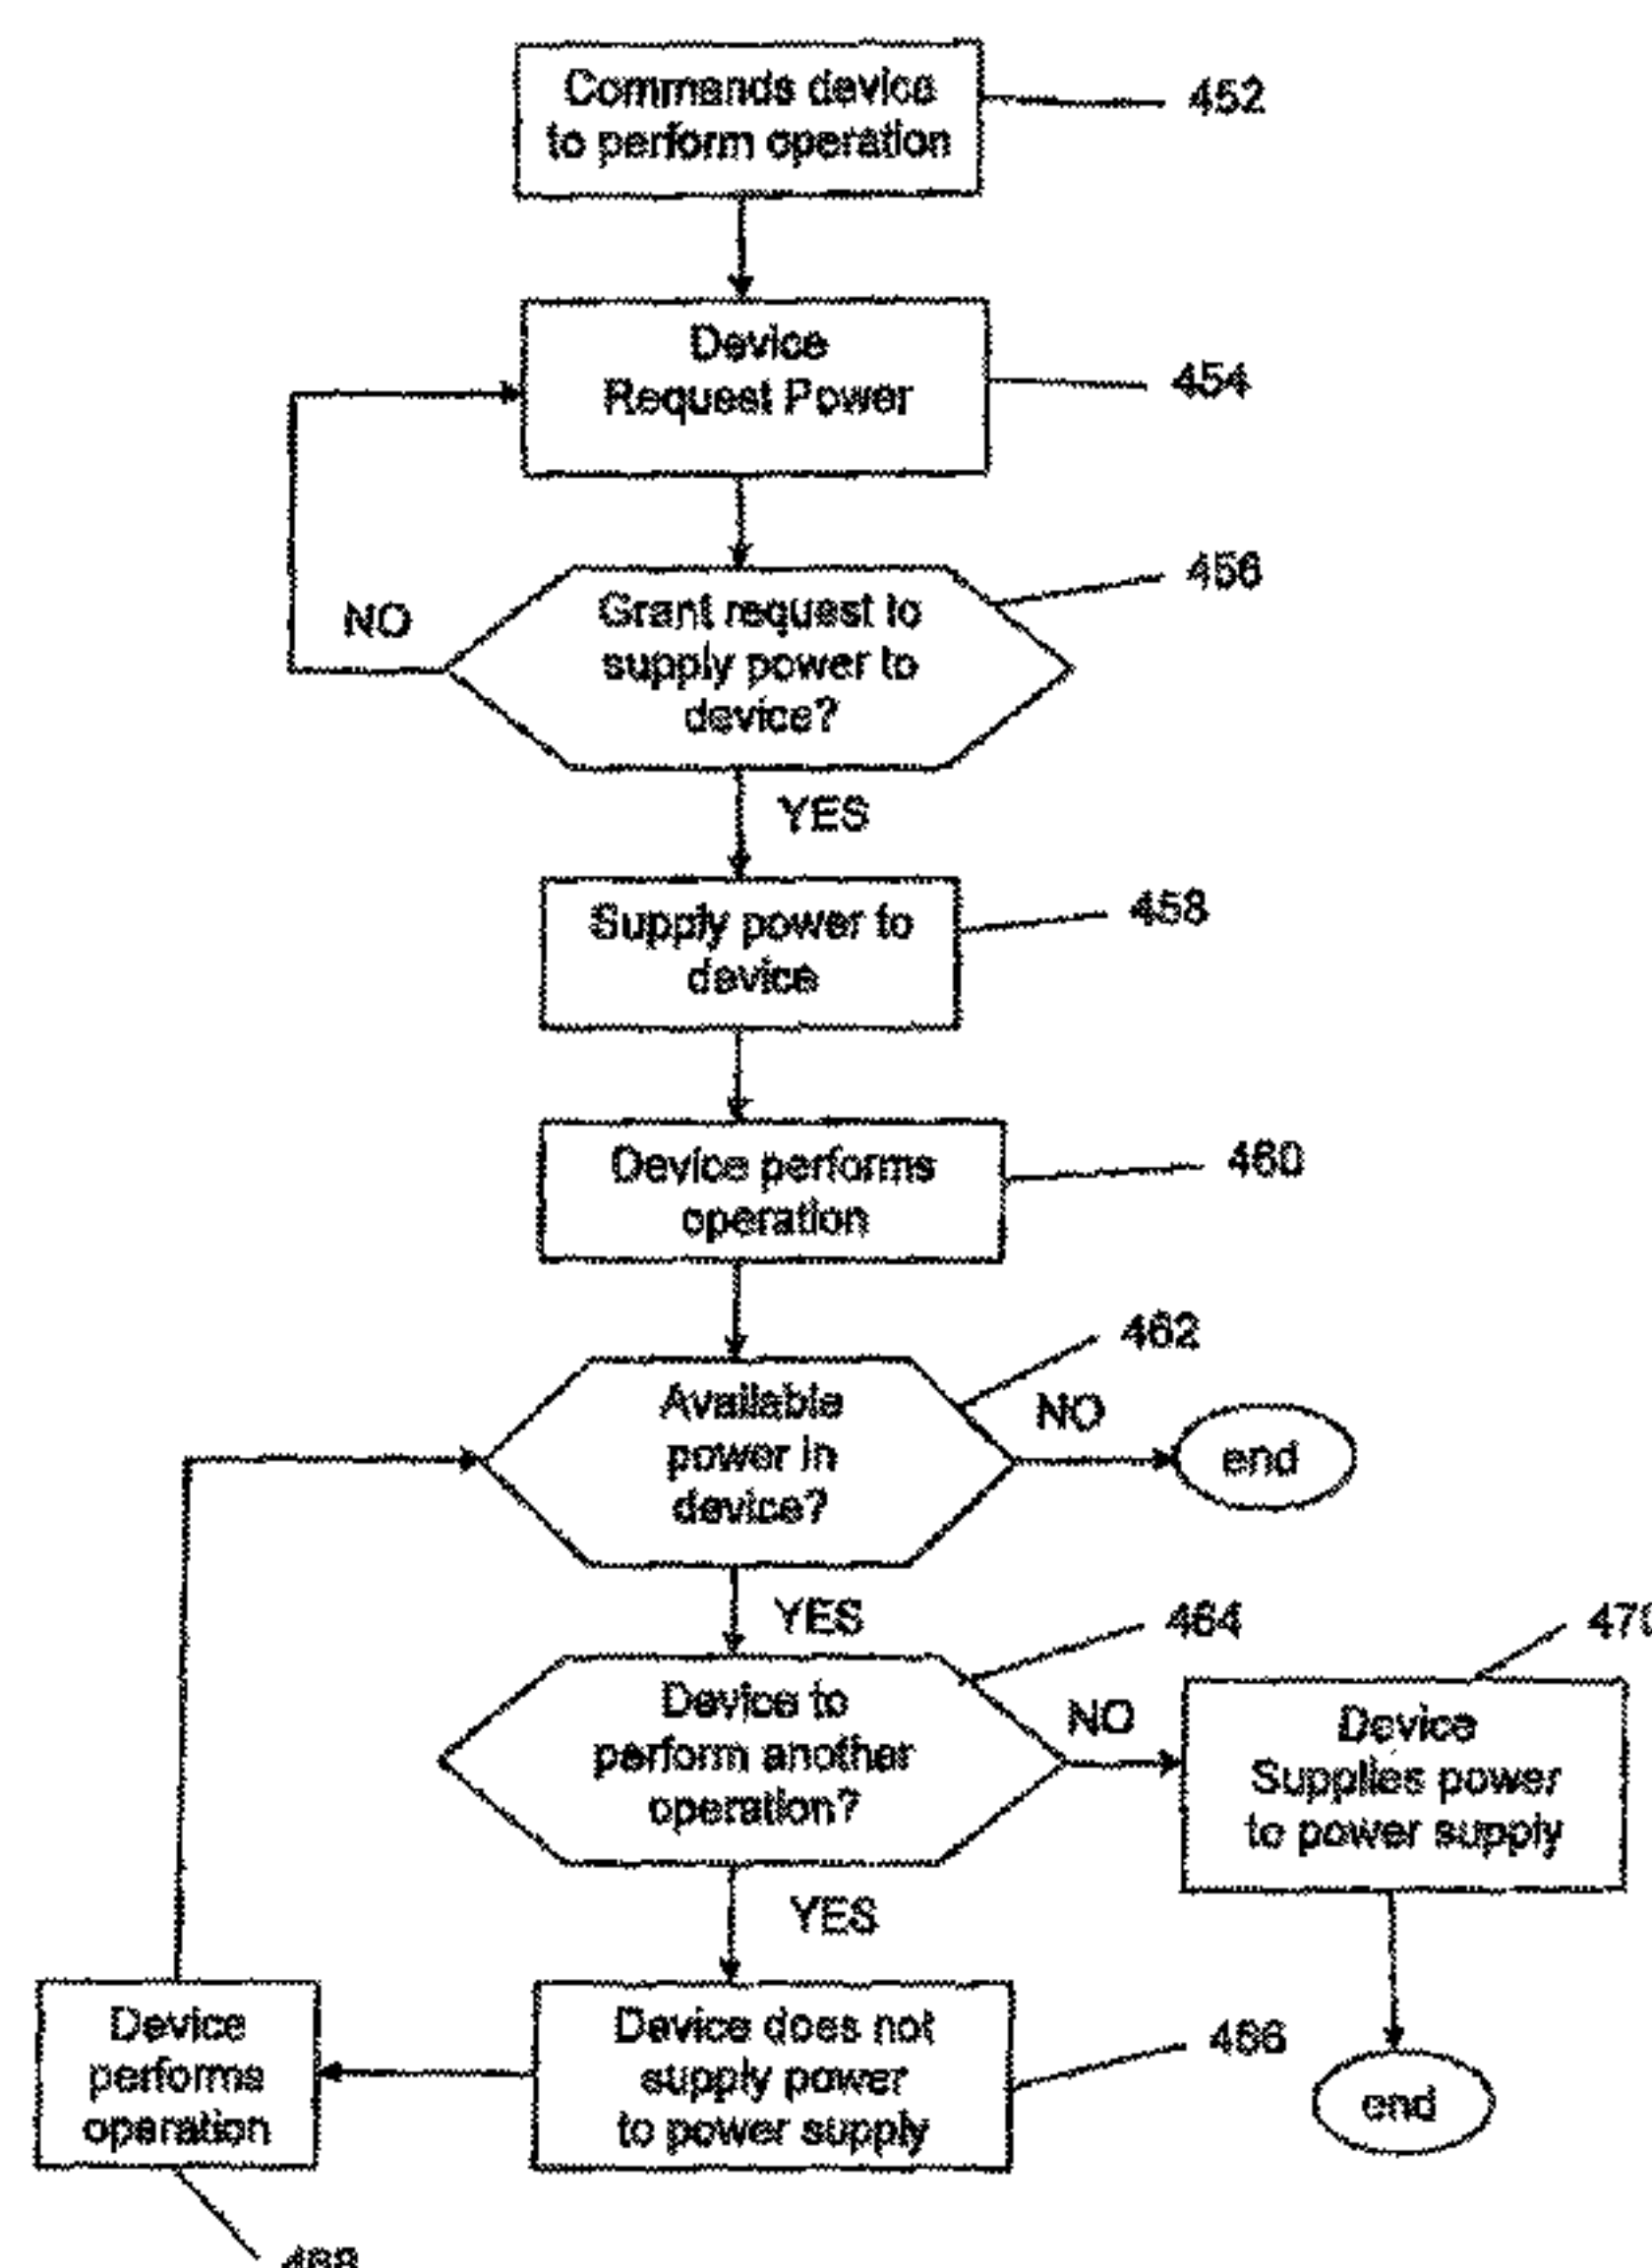 Commands device
to perform operation
452
Device
Request Power
454
456
NO
Grant request to
supply power to
device?
YES
Supply power to
device
458
Device performs
operation
460
462
Available
power in
device?
NO
end
YES
464
470
Device to
perform another
operation?
NO
Device
Supplies power
to power supply
YES
Device
performs
operation
Device does not
supply power
to power supply
466
end
468